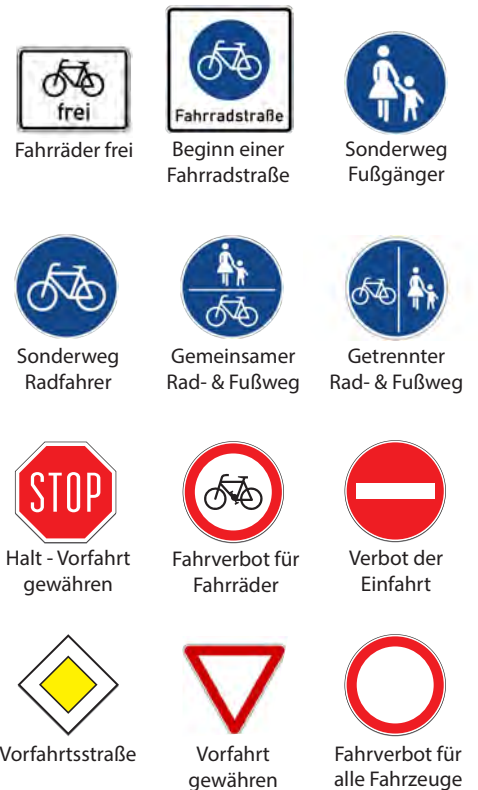 frei
Fahrradstraße
Fahrräder frei
Beginn einer
Fahrradstraße
Sonderweg
Fußgänger
Sonderweg
Radfahrer
Gemeinsamer
Rad- & Fußweg
Getrennter
Rad- & Fußweg
STOP
Halt - Vorfahrt
gewähren
Fahrverbot für
Fahrräder
Verbot der
Einfahrt
Vorfahrtsstraße
Vorfahrt
gewähren
Fahrverbot für
alle Fahrzeuge